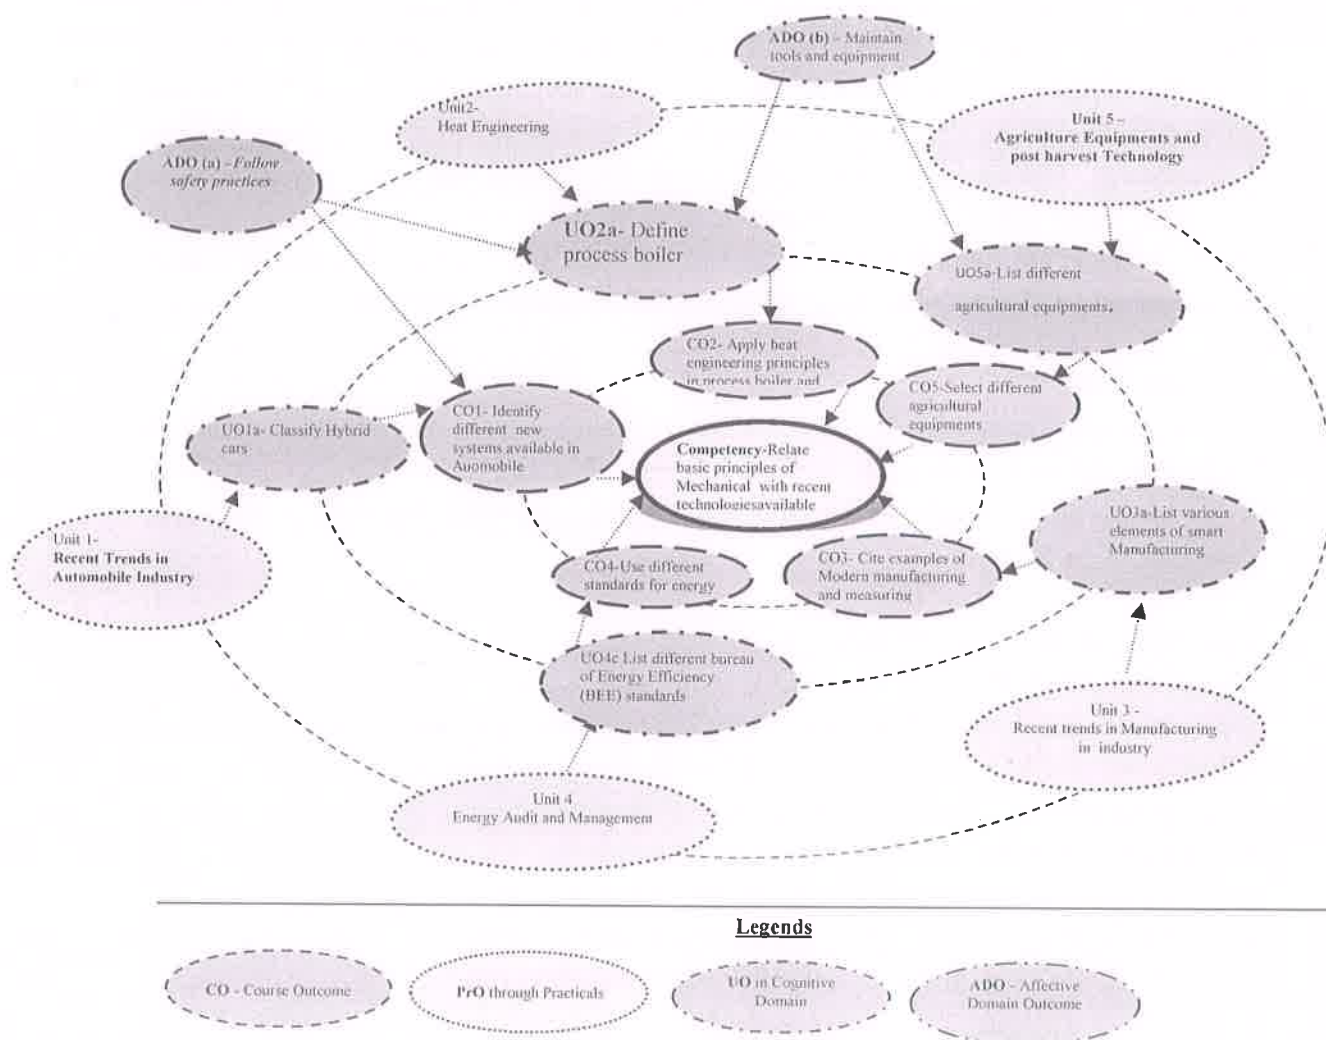 ADO (b) – Maintain
tools and equipment
Unit2-
Heat Engineering
Unit 5 –
Agriculture Equipments and
post harvest Technology
ADO (a) -Follow
safety practices
UO2a- Define
process boiler
UO5a-List different
agricultural equipments.
CO2- Apply heat
engineering principles
in process boiler and
CO5-Select different
agricultural
equipments
CO1- Identify
different new
systems available in
Auomobile
UO1a- Classify Hybrid
cars
Competency-Relate
basic principles of
Mechanical with recent
technologiesavailable
UO3a-List various
elements of smart
Manufacturing
Unit 1-
Recent Trends in
Automobile Industry
CO4-Use different
standards for energy
CO3- Cite examples of
Modern manufacturing
and measuring
UO4c List different bureau
of Energy Efficiency
(BEE) standards
Unit 3 -
Recent trends in Manufacturing
in industry
Unit 4
Energy Audit and Management
Legends
CO - Course Outcome
PrO through Practicals
UO in Cognitive
Domain
ADO - Affective
Domain Outcome